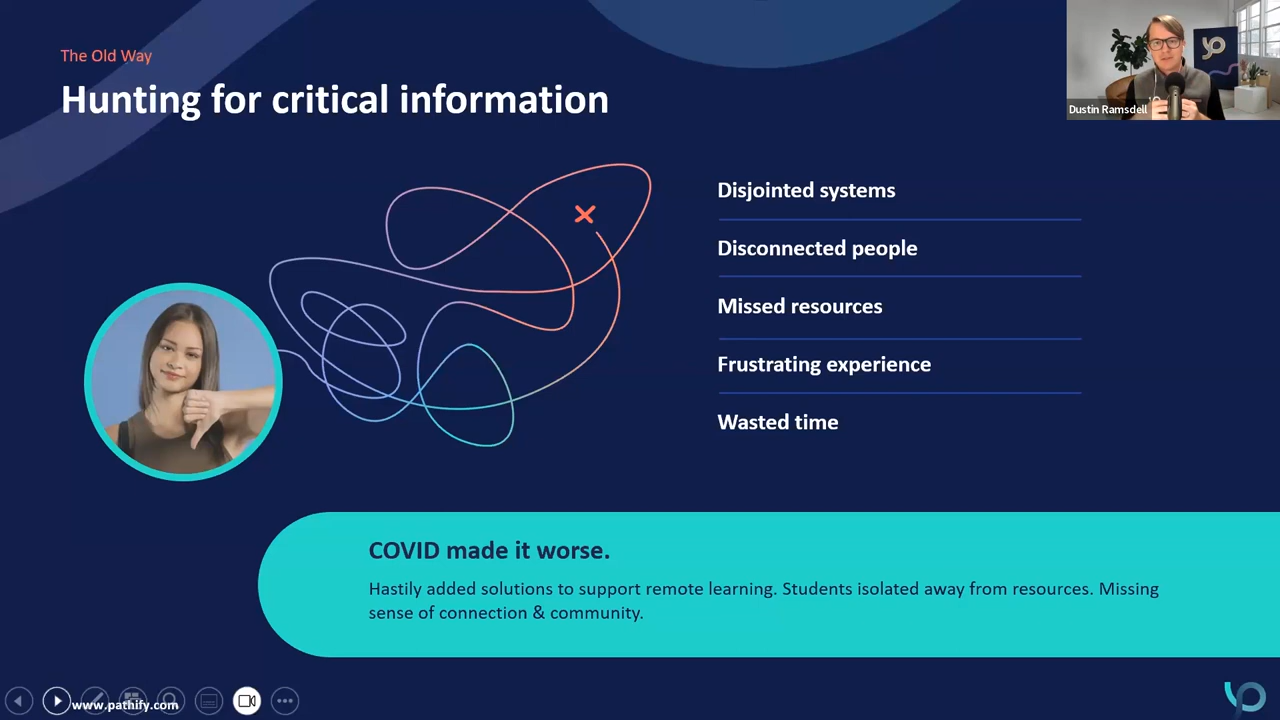 The Old Way
Hunting for critical information
Dustin Ramsdell
Disjointed systems
Disconnected people
Missed resources
Frustrating experience
Wasted time
COVID made it worse.
Hastily added solutions to support remote learning. Students isolated away from resources. Missing
sense of connection & community.
www.pathify.com